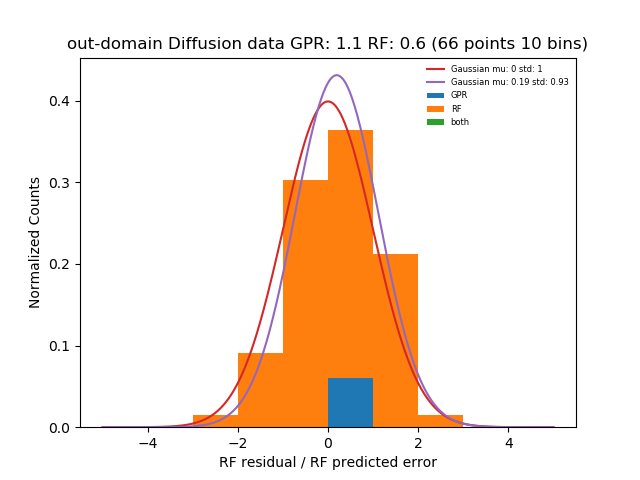 out-domain Diffusion data GPR: 1.1 RF: 0.6 (66 points 10 bins)
Gaussian mu: 0 std: 1
Gaussian mu: 0.19 std: 0.93
GPR
RF
both
Normalized Counts
0.4
0.3
0.2
0.1
0.0
−4 −2 0 2 4
RF residual / RF predicted error